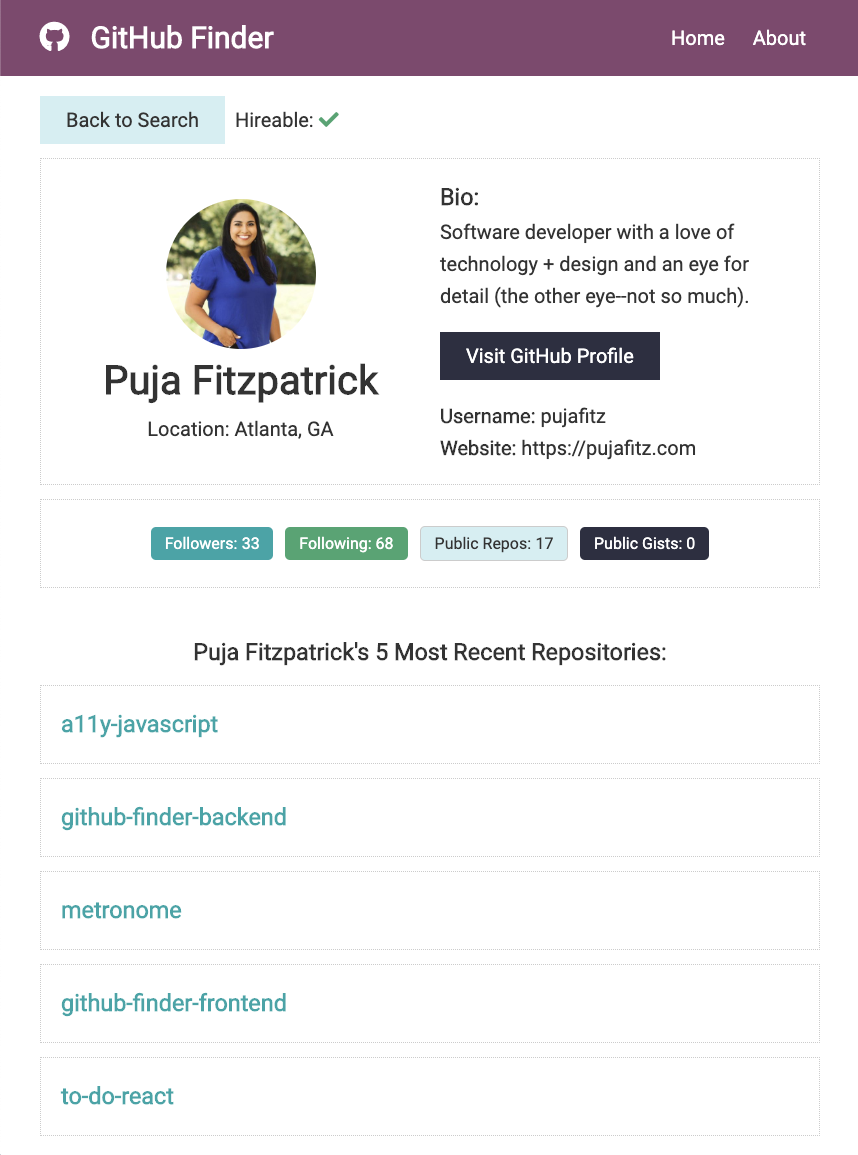 GitHub Finder
Home
About
Back to Search
Hireable:
Puja Fitzpatrick
Location: Atlanta, GA
Bio:
Software developer with a love of
technology + design and an eye for
detail (the other eye--not so much).
Visit GitHub Profile
Username: pujafitz
Website: https://pujafitz.com
Followers: 33
Following: 68
Public Repos: 17
Public Gists: 0
Puja Fitzpatrick's 5 Most Recent Repositories:
a11y-javascript
github-finder-backend
metronome
github-finder-frontend
to-do-react